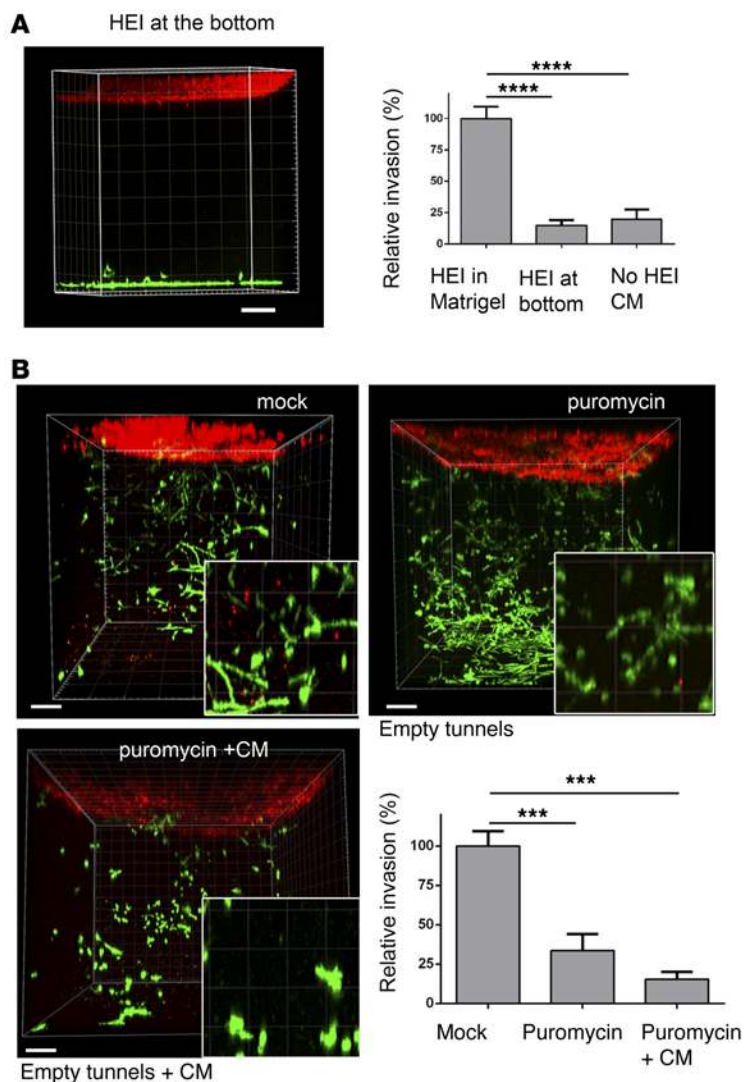 A
HEI at the bottom
Relative invasion (%)
100
75
50
25
0
****
****
HEI in
Matrigel
HEI at
bottom
No HEI
CM
B
mock
puromycin
Empty tunnels
puromycin +CM
Empty tunnels + CM
Relative invasion (%)
100
75
50
25
0
***
***
Mock
Puromycin
Puromycin
+ CM